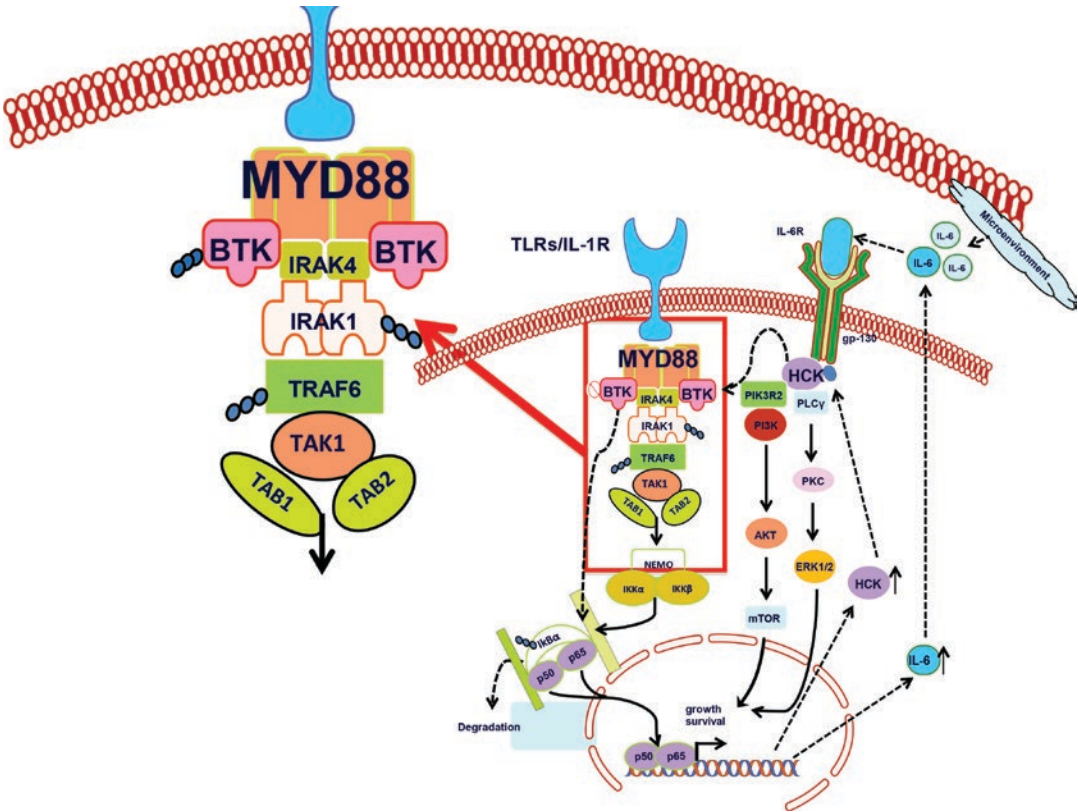 MYD88
BTK
BTK
IRAK4
IRAK1
TRAF6
TAK1
TAB1
TAB2
TLRs/IL-1R
IL-6R
IL-6
IL-6
IL-6
Microenvironment
gp-130
MYD88
BTK
BTK
IRAK4
IRAK1
TRAF6
TAK1
TAB1
TAB2
NEMO
IKKα
IKKβ
HCK
PIK3R2
PLCγ
PI3K
PKC
AKT
ERK1/2
mTOR
HCK
IL-6
IkBα
p50
p65
Degradation
growth
survival
p50
p65